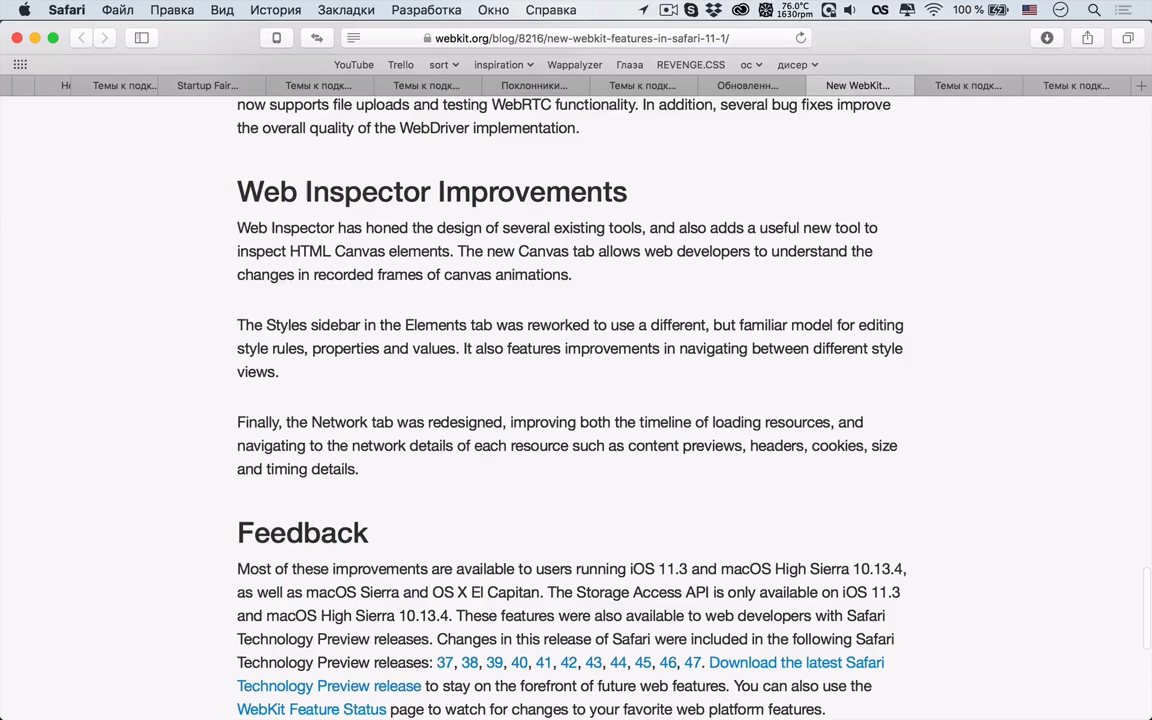 Safari Файл Правка Вид История Закладки Разработка Окно Справка 76.0°C 1630rpm 100 %
webkit.org/blog/8216/new-webkit-features-in-safari-11-1/
YouTube Trello sort inspiration Wappalyzer Глаза REVENGE.CSS ос дисер
Но Темы к подк... Startup Fair... Темы к подк... Темы к подк... Поклонники... Темы к подк... Обновленн... New WebKit... Темы к подк... Темы к подк...
now supports file uploads and testing WebRTC functionality. In addition, several bug fixes improve
the overall quality of the WebDriver implementation.
Web Inspector Improvements
Web Inspector has honed the design of several existing tools, and also adds a useful new tool to
inspect HTML Canvas elements. The new Canvas tab allows web developers to understand the
changes in recorded frames of canvas animations.
The Styles sidebar in the Elements tab was reworked to use a different, but familiar model for editing
style rules, properties and values. It also features improvements in navigating between different style
views.
Finally, the Network tab was redesigned, improving both the timeline of loading resources, and
navigating to the network details of each resource such as content previews, headers, cookies, size
and timing details.
Feedback
Most of these improvements are available to users running iOS 11.3 and macOS High Sierra 10.13.4,
as well as macOS Sierra and OS X El Capitan. The Storage Access API is only available on iOS 11.3
and macOS High Sierra 10.13.4. These features were also available to web developers with Safari
Technology Preview releases. Changes in this release of Safari were included in the following Safari
Technology Preview releases: 37, 38, 39, 40, 41, 42, 43, 44, 45, 46, 47. Download the latest Safari
Technology Preview release to stay on the forefront of future web features. You can also use the
WebKit Feature Status page to watch for changes to your favorite web platform features.